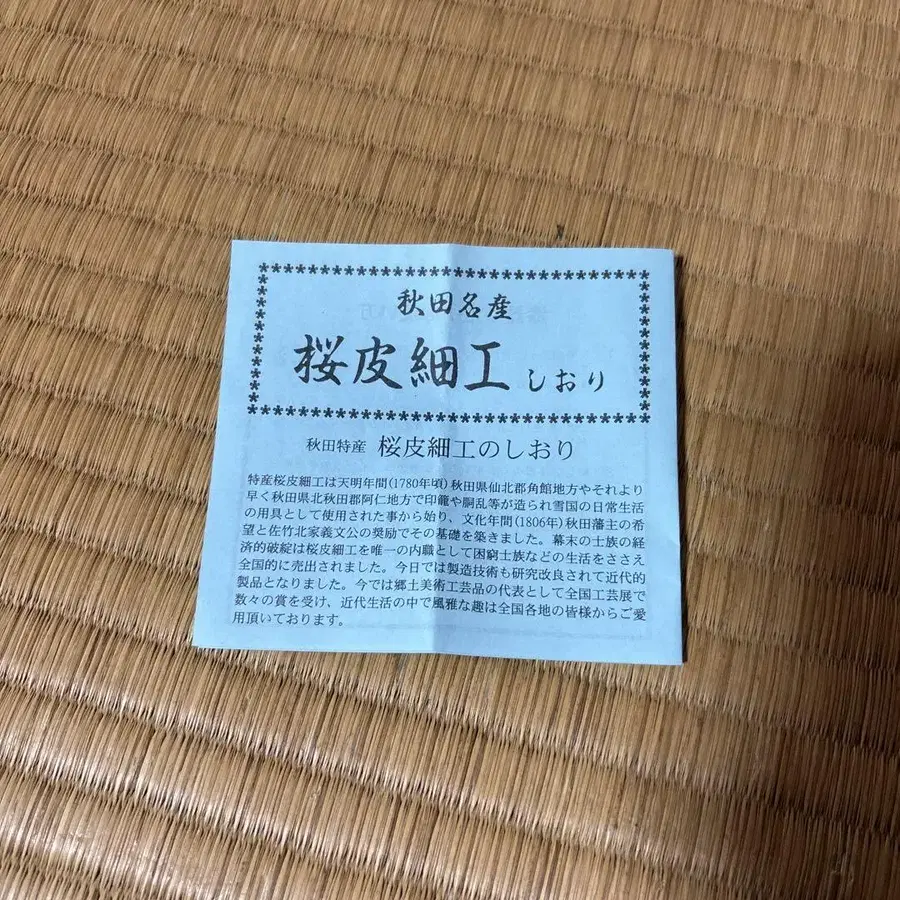 秋田名産
桜皮細工しおり
秋田特産 桜皮細工のしおり
特産桜皮細工は天明年間(1780年頃)秋田県仙北郡角館地方やそれより
早く秋田県北秋田郡阿仁地方で印籠や胴乱等が造られ雪国の日常生活
の用具として使用された事から始り、文化年間(1806年)秋田藩主の希
望と佐竹北家義文公の奨励でその基礎を築きました。幕末の士族の経
済的破綻は桜皮細工を唯一の内職として困窮士族などの生活をささえ
全国的に売出されました。今日では製造技術も研究改良されて近代的
製品となりました。今では郷土美術工芸品の代表として全国工芸展で
数々の賞を受け、近代生活の中で風雅な趣は全国各地の皆様からご愛
用頂いております。